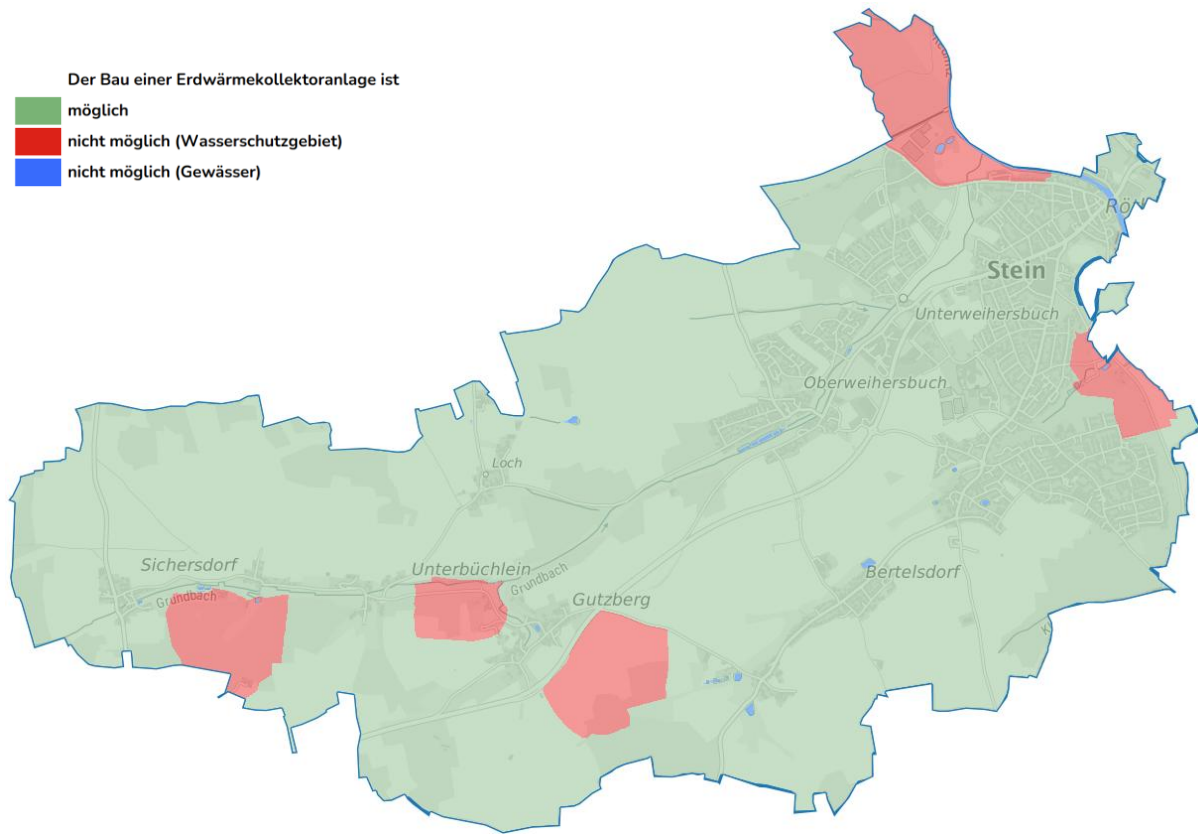 Der Bau einer Erdwärmekollektoranlage ist
möglich
nicht möglich (Wasserschutzgebiet)
nicht möglich (Gewässer)
Stein
Unterweihersbuch
Oberweihersbuch
Loch
Sichersdorf
Unterbüchlein
Grundbach
Grundbach
Gutzberg
Bertelsdorf